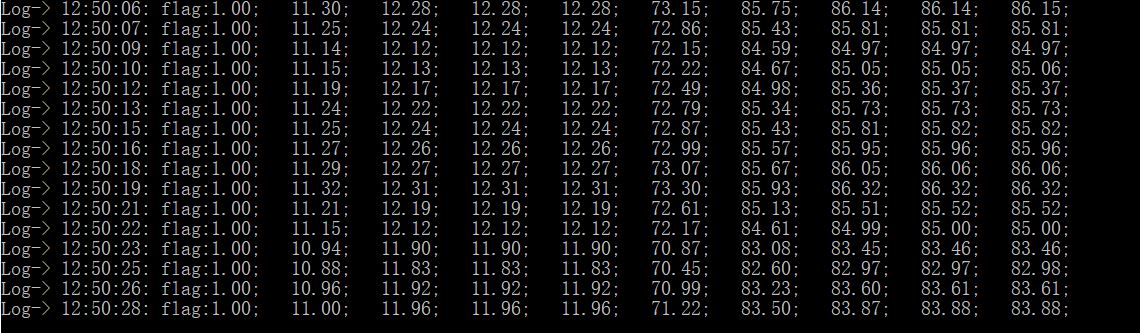 Log-> 12:50:06: flag:1.00; 11.30; 12.28; 12.28; 12.28; 73.15; 85.75; 86.14; 86.14; 86.15;
Log-> 12:50:07: flag:1.00; 11.25; 12.24; 12.24; 12.24; 72.86; 85.43; 85.81; 85.81; 85.81;
Log-> 12:50:09: flag:1.00; 11.14; 12.12; 12.12; 12.12; 72.15; 84.59; 84.97; 84.97; 84.97;
Log-> 12:50:10: flag:1.00; 11.15; 12.13; 12.13; 12.13; 72.22; 84.67; 85.05; 85.05; 85.06;
Log-> 12:50:12: flag:1.00; 11.19; 12.17; 12.17; 12.17; 72.49; 84.98; 85.36; 85.37; 85.37;
Log-> 12:50:13: flag:1.00; 11.24; 12.22; 12.22; 12.22; 72.79; 85.34; 85.73; 85.73; 85.73;
Log-> 12:50:15: flag:1.00; 11.25; 12.24; 12.24; 12.24; 72.87; 85.43; 85.81; 85.82; 85.82;
Log-> 12:50:16: flag:1.00; 11.27; 12.26; 12.26; 12.26; 72.99; 85.57; 85.95; 85.96; 85.96;
Log-> 12:50:18: flag:1.00; 11.29; 12.27; 12.27; 12.27; 73.07; 85.67; 86.05; 86.06; 86.06;
Log-> 12:50:19: flag:1.00; 11.32; 12.31; 12.31; 12.31; 73.30; 85.93; 86.32; 86.32; 86.32;
Log-> 12:50:21: flag:1.00; 11.21; 12.19; 12.19; 12.19; 72.61; 85.13; 85.51; 85.52; 85.52;
Log-> 12:50:22: flag:1.00; 11.15; 12.12; 12.12; 12.12; 72.17; 84.61; 84.99; 85.00; 85.00;
Log-> 12:50:23: flag:1.00; 10.94; 11.90; 11.90; 11.90; 70.87; 83.08; 83.45; 83.46; 83.46;
Log-> 12:50:25: flag:1.00; 10.88; 11.83; 11.83; 11.83; 70.45; 82.60; 82.97; 82.97; 82.98;
Log-> 12:50:26: flag:1.00; 10.96; 11.92; 11.92; 11.92; 70.99; 83.23; 83.60; 83.61; 83.61;
Log-> 12:50:28: flag:1.00; 11.00; 11.96; 11.96; 11.96; 71.22; 83.50; 83.87; 83.88; 83.88;